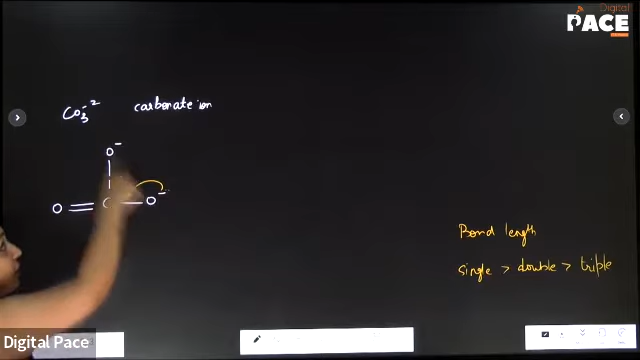 Digital
PACE
Co₃⁻² carbonate ion
O⁻
O = C — O⁻
Bond length
single > double > triple
Digital Pace